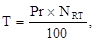 T = Pr × N_RT / 100,